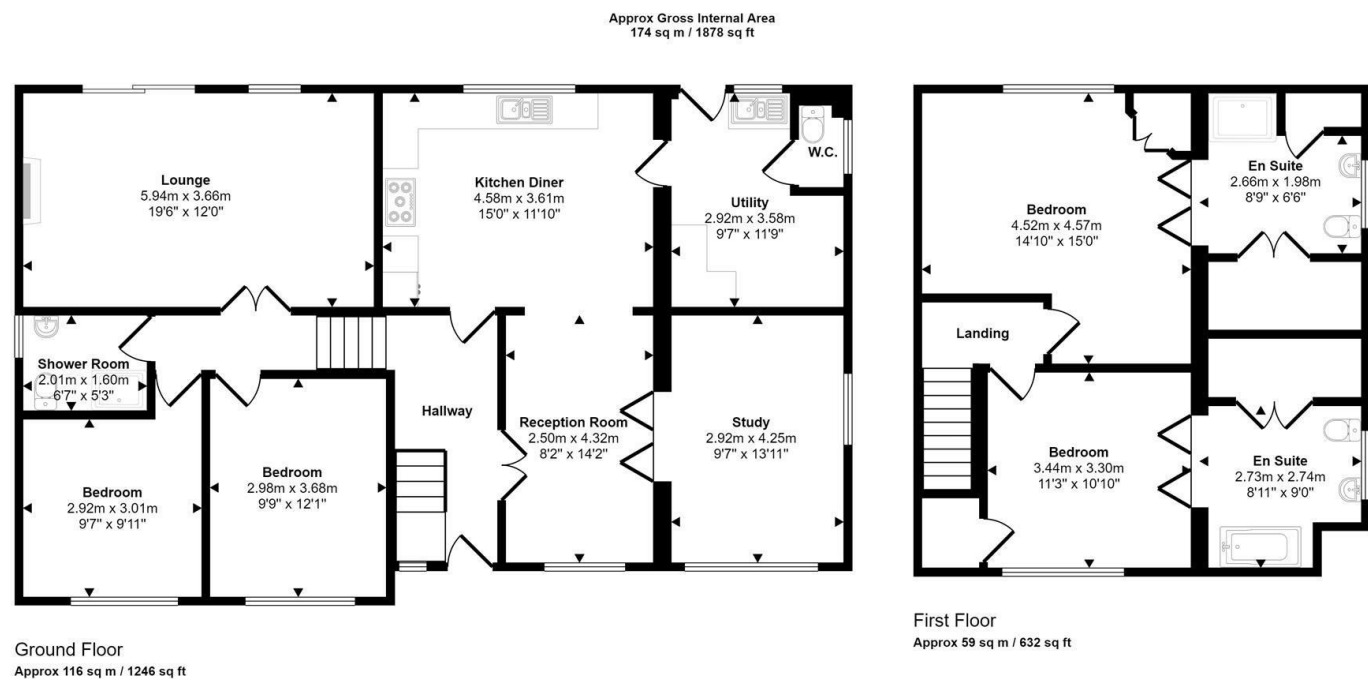 Approx Gross Internal Area
174 sq m / 1878 sq ft
Lounge
5.94m x 3.66m
19'6" x 12'0"
Kitchen Diner
4.58m x 3.61m
15'0" x 11'10"
W.C.
Utility
2.92m x 3.58m
9'7" x 11'9"
Shower Room
2.01m x 1.60m
6'7" x 5'3"
Hallway
Reception Room
2.50m x 4.32m
8'2" x 14'2"
Study
2.92m x 4.25m
9'7" x 13'11"
Bedroom
2.92m x 3.01m
9'7" x 9'11"
Bedroom
2.98m x 3.68m
9'9" x 12'1"
Ground Floor
Approx 116 sq m / 1246 sq ft
Bedroom
4.52m x 4.57m
14'10" x 15'0"
En Suite
2.66m x 1.98m
8'9" x 6'6"
Landing
Bedroom
3.44m x 3.30m
11'3" x 10'10"
En Suite
2.73m x 2.74m
8'11" x 9'0"
First Floor
Approx 59 sq m / 632 sq ft